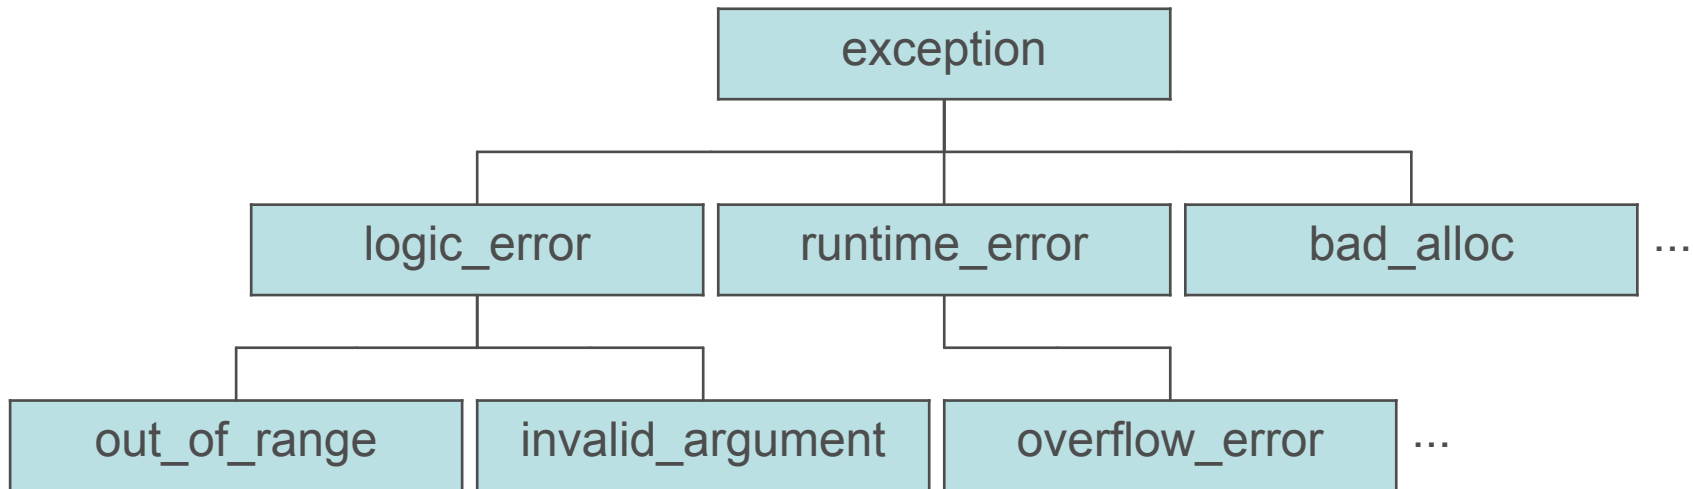 exception
logic_error
runtime_error
bad_alloc
...
out_of_range
invalid_argument
overflow_error
...